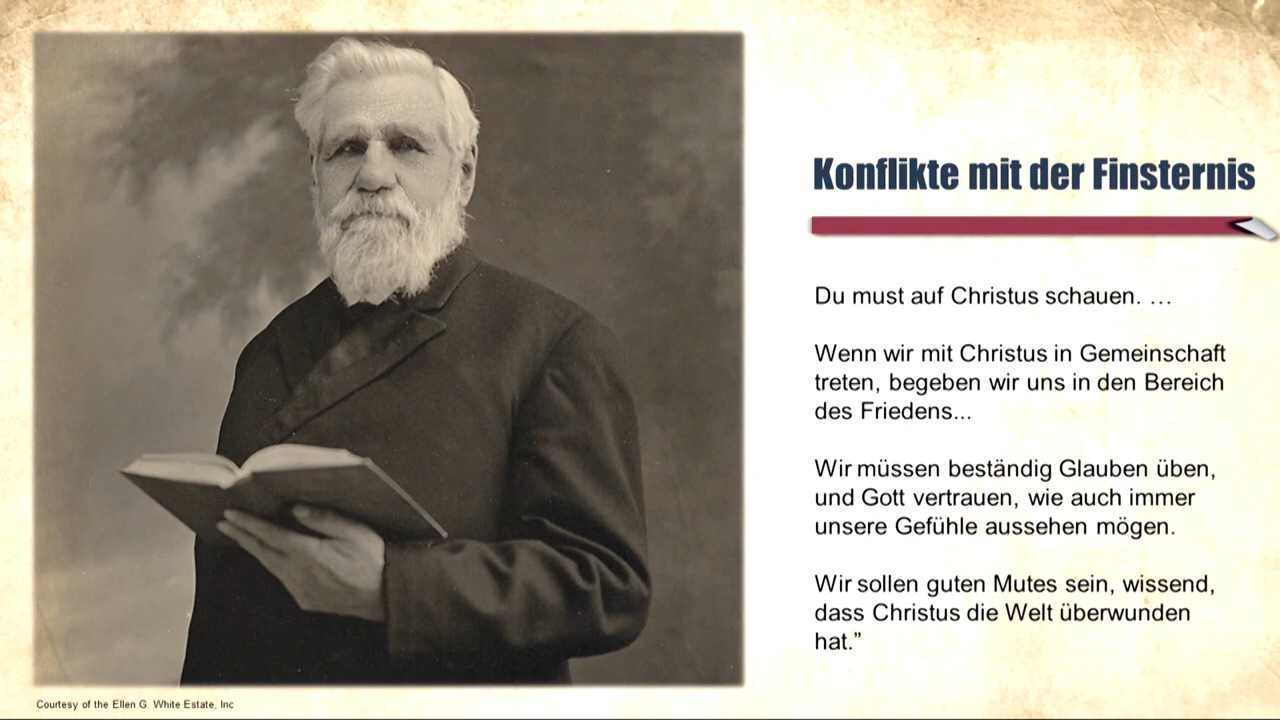 Konflikte mit der Finsternis
Du must auf Christus schauen. …
Wenn wir mit Christus in Gemeinschaft
treten, begeben wir uns in den Bereich
des Friedens...
Wir müssen beständig Glauben üben,
und Gott vertrauen, wie auch immer
unsere Gefühle aussehen mögen.
Wir sollen guten Mutes sein, wissend,
dass Christus die Welt überwunden
hat.”
Courtesy of the Ellen G. White Estate, Inc